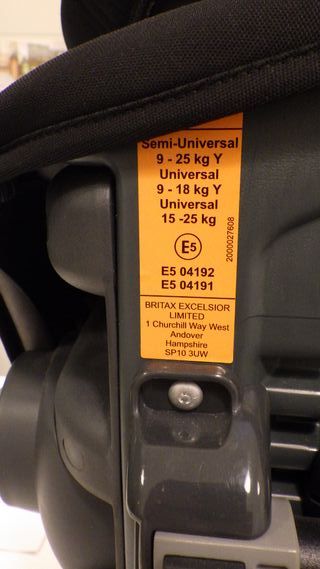 Semi-Universal
9 - 25 kg Y
Universal
9 - 18 kg Y
Universal
15 -25 kg
E5
E5 04192
E5 04191
2000027608
BRITAX EXCELSIOR
LIMITED
1 Churchill Way West
Andover
Hampshire
SP10 3UW